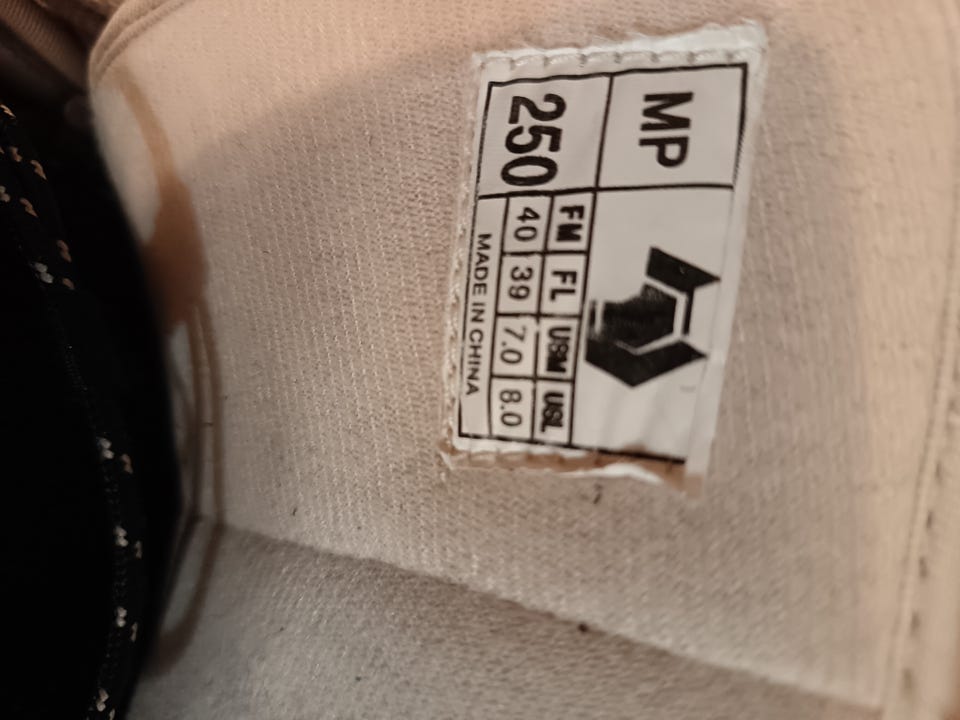 MP 250
FM FL USM USL
40 39 7.0 8.0
MADE IN CHINA